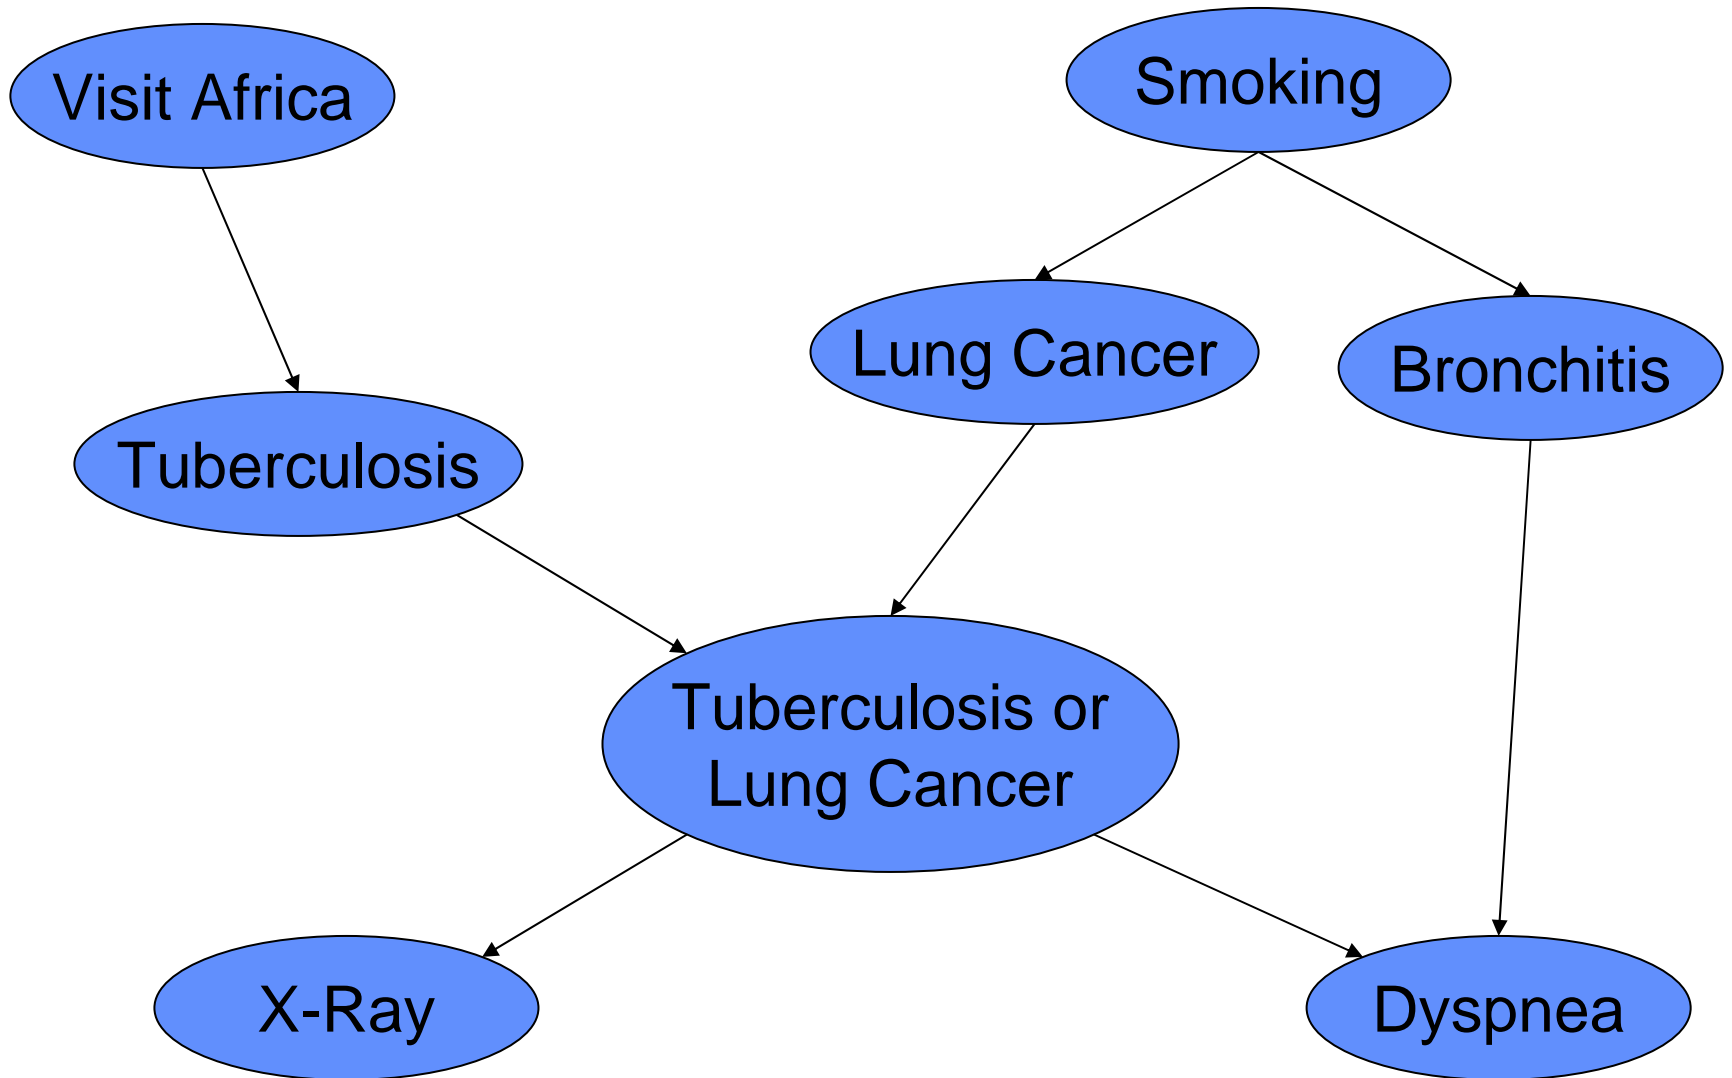 Visit Africa
Smoking
Lung Cancer
Bronchitis
Tuberculosis
Tuberculosis or
Lung Cancer
X-Ray
Dyspnea